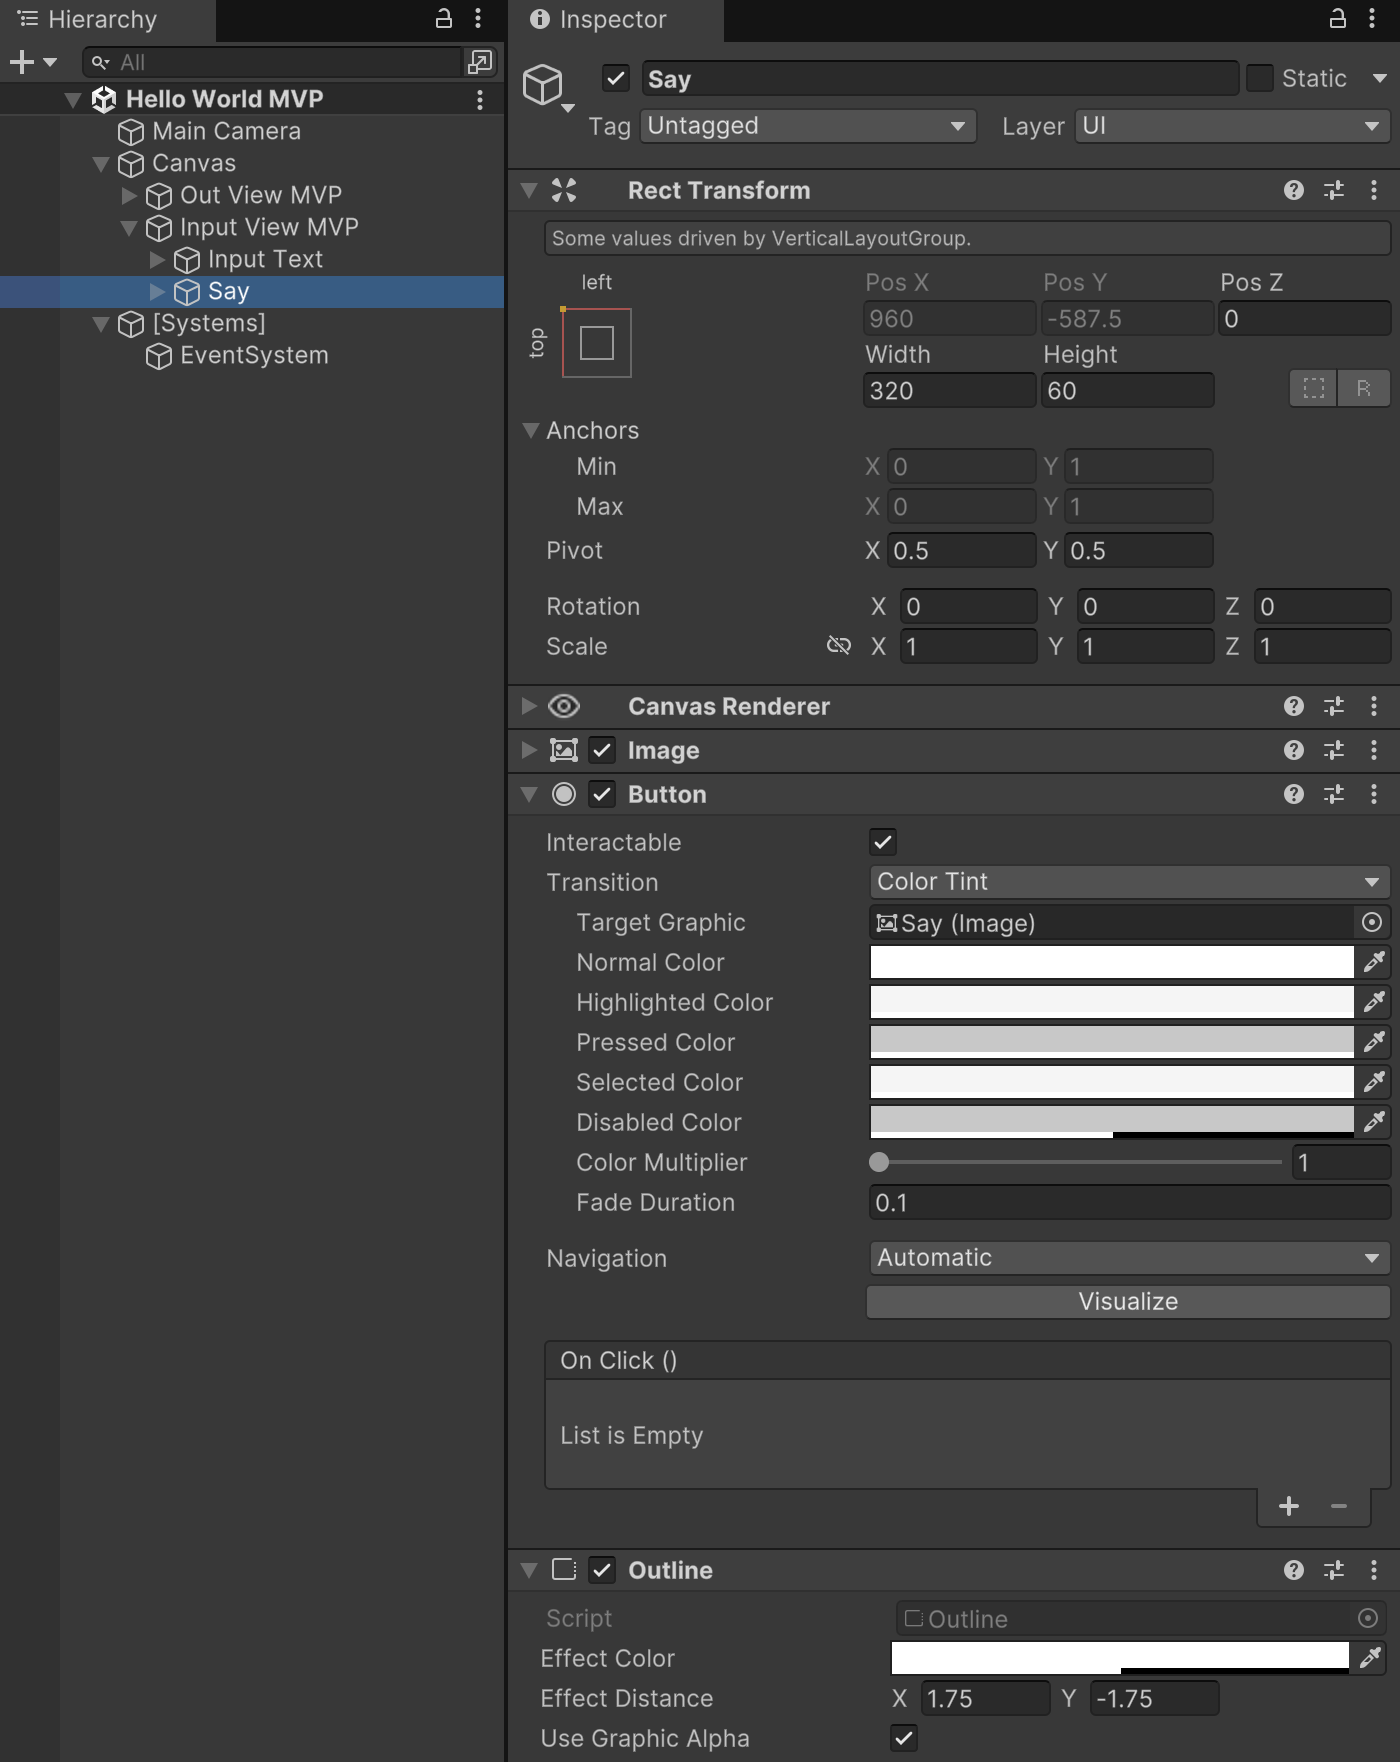 Hierarchy
All
Hello World MVP
Main Camera
Canvas
Out View MVP
Input View MVP
Input Text
Say
[Systems]
EventSystem
Inspector
Say
Static
Tag Untagged Layer UI
Rect Transform
Some values driven by VerticalLayoutGroup.
left
top
Pos X Pos Y Pos Z
960 -587.5 0
Width Height
320 60
R
Anchors
Min X 0 Y 1
Max X 0 Y 1
Pivot X 0.5 Y 0.5
Rotation X 0 Y 0 Z 0
Scale X 1 Y 1 Z 1
Canvas Renderer
Image
Button
Interactable
Transition Color Tint
Target Graphic Say (Image)
Normal Color
Highlighted Color
Pressed Color
Selected Color
Disabled Color
Color Multiplier 1
Fade Duration 0.1
Navigation Automatic
Visualize
On Click ()
List is Empty
Outline
Script Outline
Effect Color
Effect Distance X 1.75 Y -1.75
Use Graphic Alpha